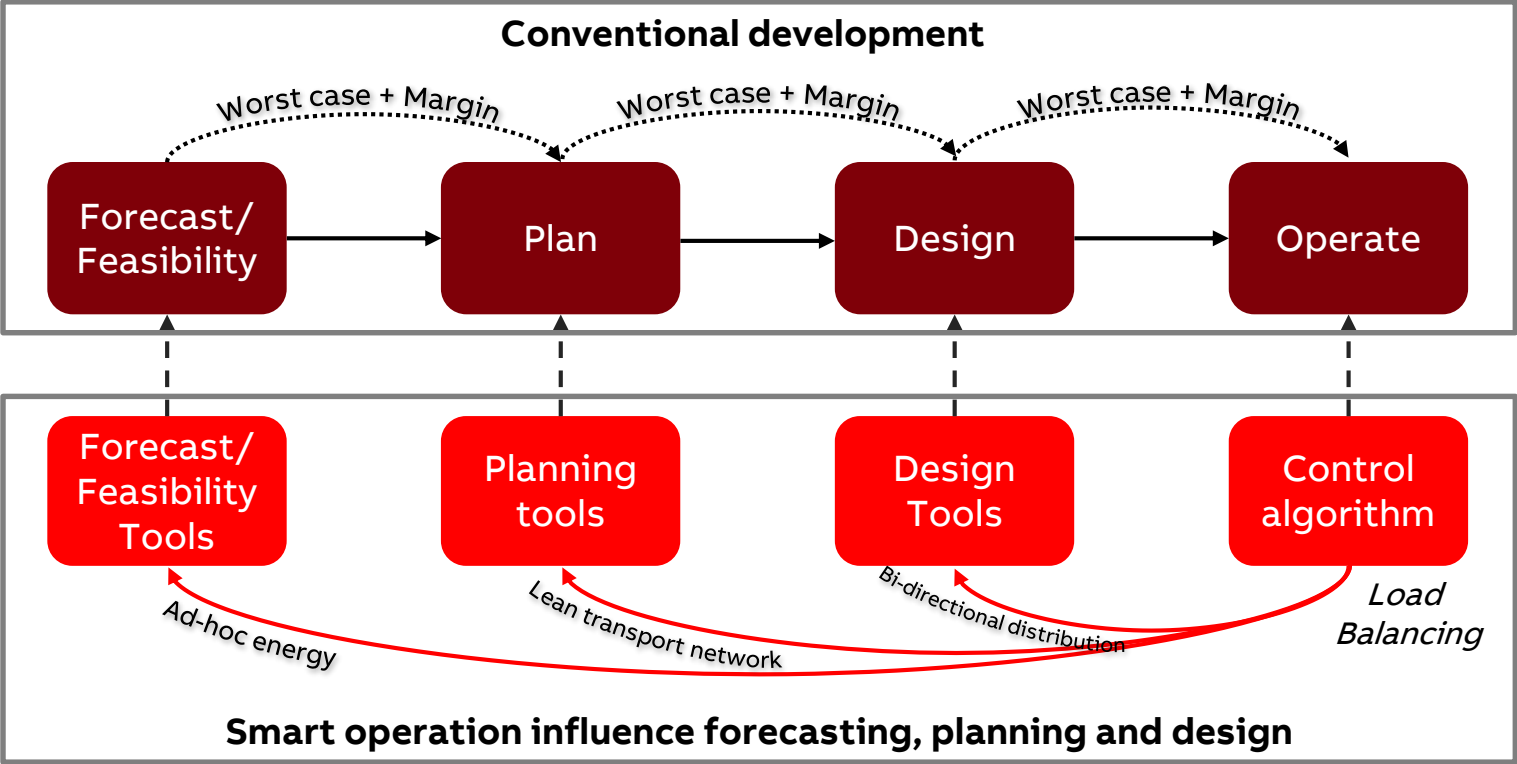 Conventional development
Worst case + Margin
Worst case + Margin
Worst case + Margin
Forecast/
Feasibility
Plan
Design
Operate
Forecast/
Feasibility
Tools
Planning
tools
Design
Tools
Control
algorithm
Ad-hoc energy
Lean transport network
Bi-directional distribution
Load
Balancing
Smart operation influence forecasting, planning and design